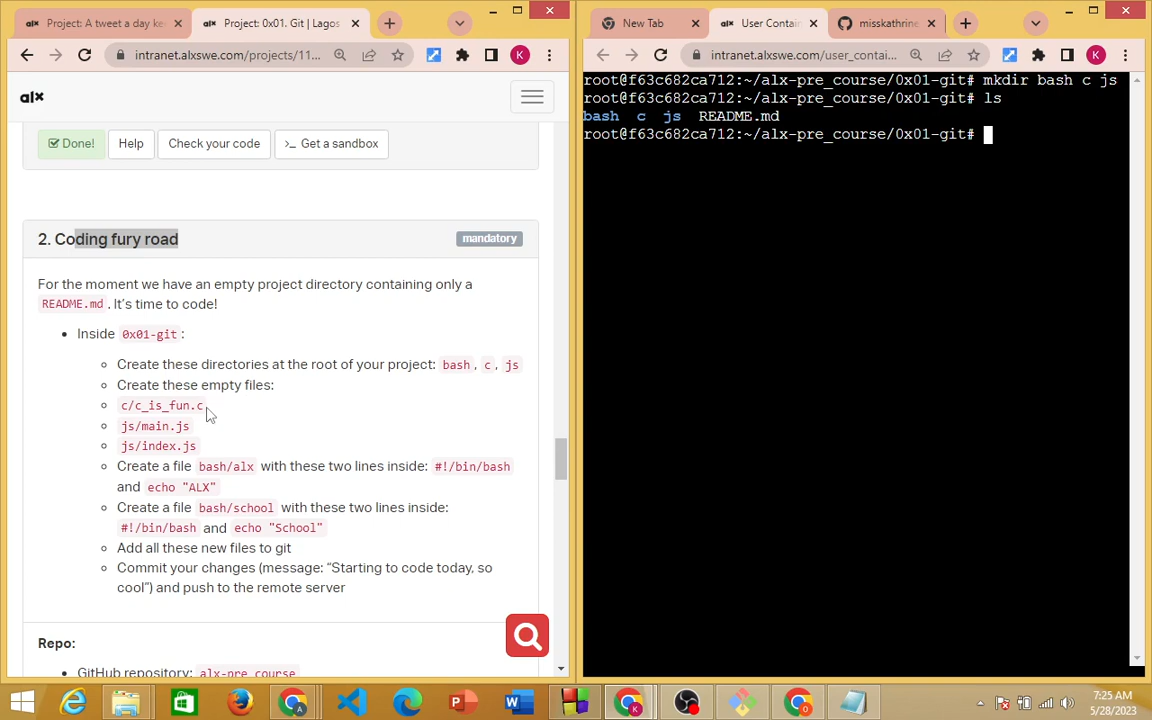 Project: A tweet a day ke
Project: 0x01. Git | Lagos
New Tab
User Contain
misskathrine
intranet.alxswe.com/projects/11...
intranet.alxswe.com/user_contai...
K
K
alx
Done!
Help
Check your code
>_ Get a sandbox
2. Coding fury road
mandatory
For the moment we have an empty project directory containing only a
README.md. It's time to code!
Inside 0x01-git:
Create these directories at the root of your project: bash, c, js
Create these empty files:
c/c_is_fun.c
js/main.js
js/index.js
Create a file bash/alx with these two lines inside: #!/bin/bash
and echo "ALX"
Create a file bash/school with these two lines inside:
#!/bin/bash and echo "School"
Add all these new files to git
Commit your changes (message: “Starting to code today, so
cool”) and push to the remote server
Repo:
GitHub repository: alx-pre_course
root@f63c682ca712:~/alx-pre_course/0x01-git# mkdir bash c js
root@f63c682ca712:~/alx-pre_course/0x01-git# ls
bash c js README.md
root@f63c682ca712:~/alx-pre_course/0x01-git#
7:25 AM
5/28/2023